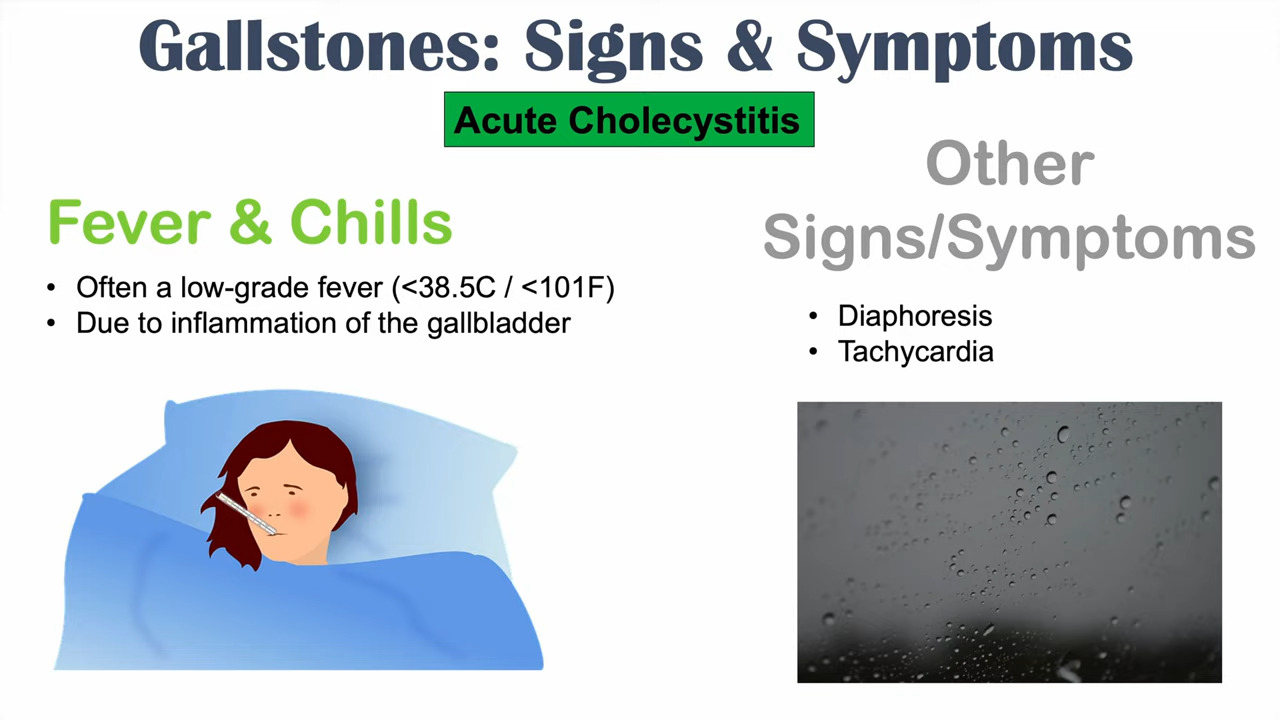 Gallstones: Signs & Symptoms
Acute Cholecystitis
Fever & Chills
• Often a low-grade fever (<38.5C / <101F)
• Due to inflammation of the gallbladder
Other
Signs/Symptoms
• Diaphoresis
• Tachycardia